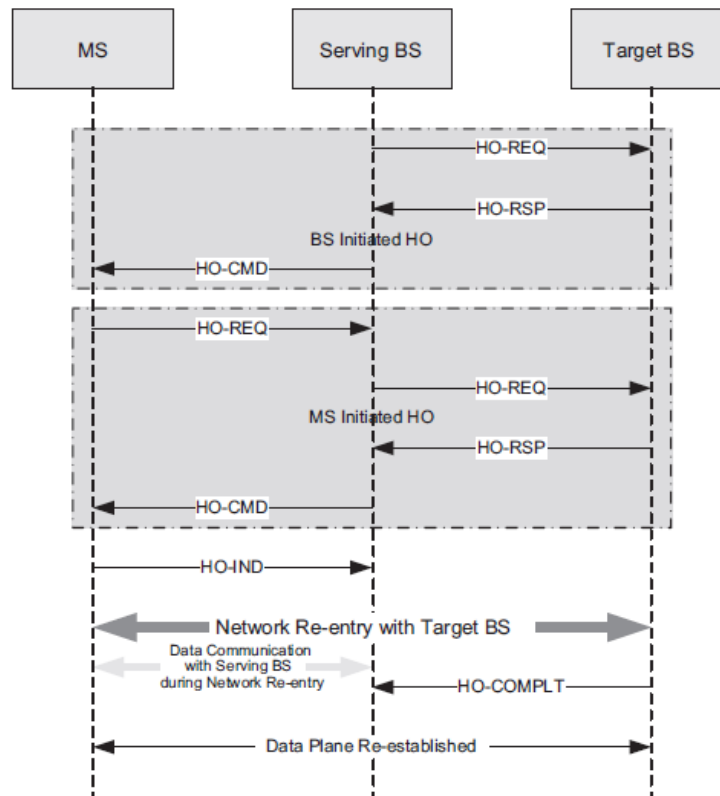 MS
Serving BS
Target BS
HO-REQ
HO-RSP
BS Initiated HO
HO-CMD
HO-REQ
HO-REQ
MS Initiated HO
HO-RSP
HO-CMD
HO-IND
Network Re-entry with Target BS
Data Communication
with Serving BS
during Network Re-entry
HO-COMPLT
Data Plane Re-established